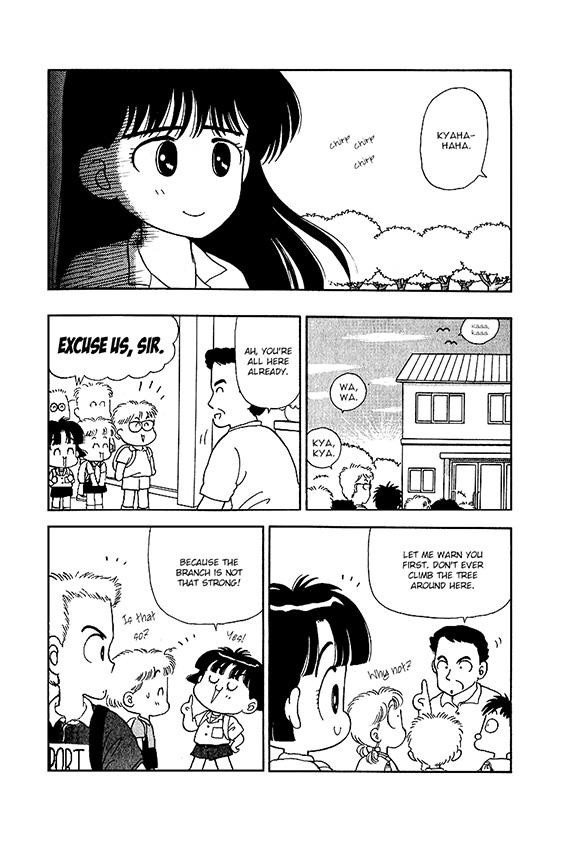 KYAHA-
HAHA.
chirp
chirp
chirp
Kaaa,
kaaa
WA,
WA.
KYA,
KYA.
AH, YOU'RE
ALL HERE
ALREADY.
EXCUSE US, SIR.
LET ME WARN YOU
FIRST. DON'T EVER
CLIMB THE TREE
AROUND HERE.
Why not?
BECAUSE THE
BRANCH IS NOT
THAT STRONG!
Yes!
Is that
so?
PORT